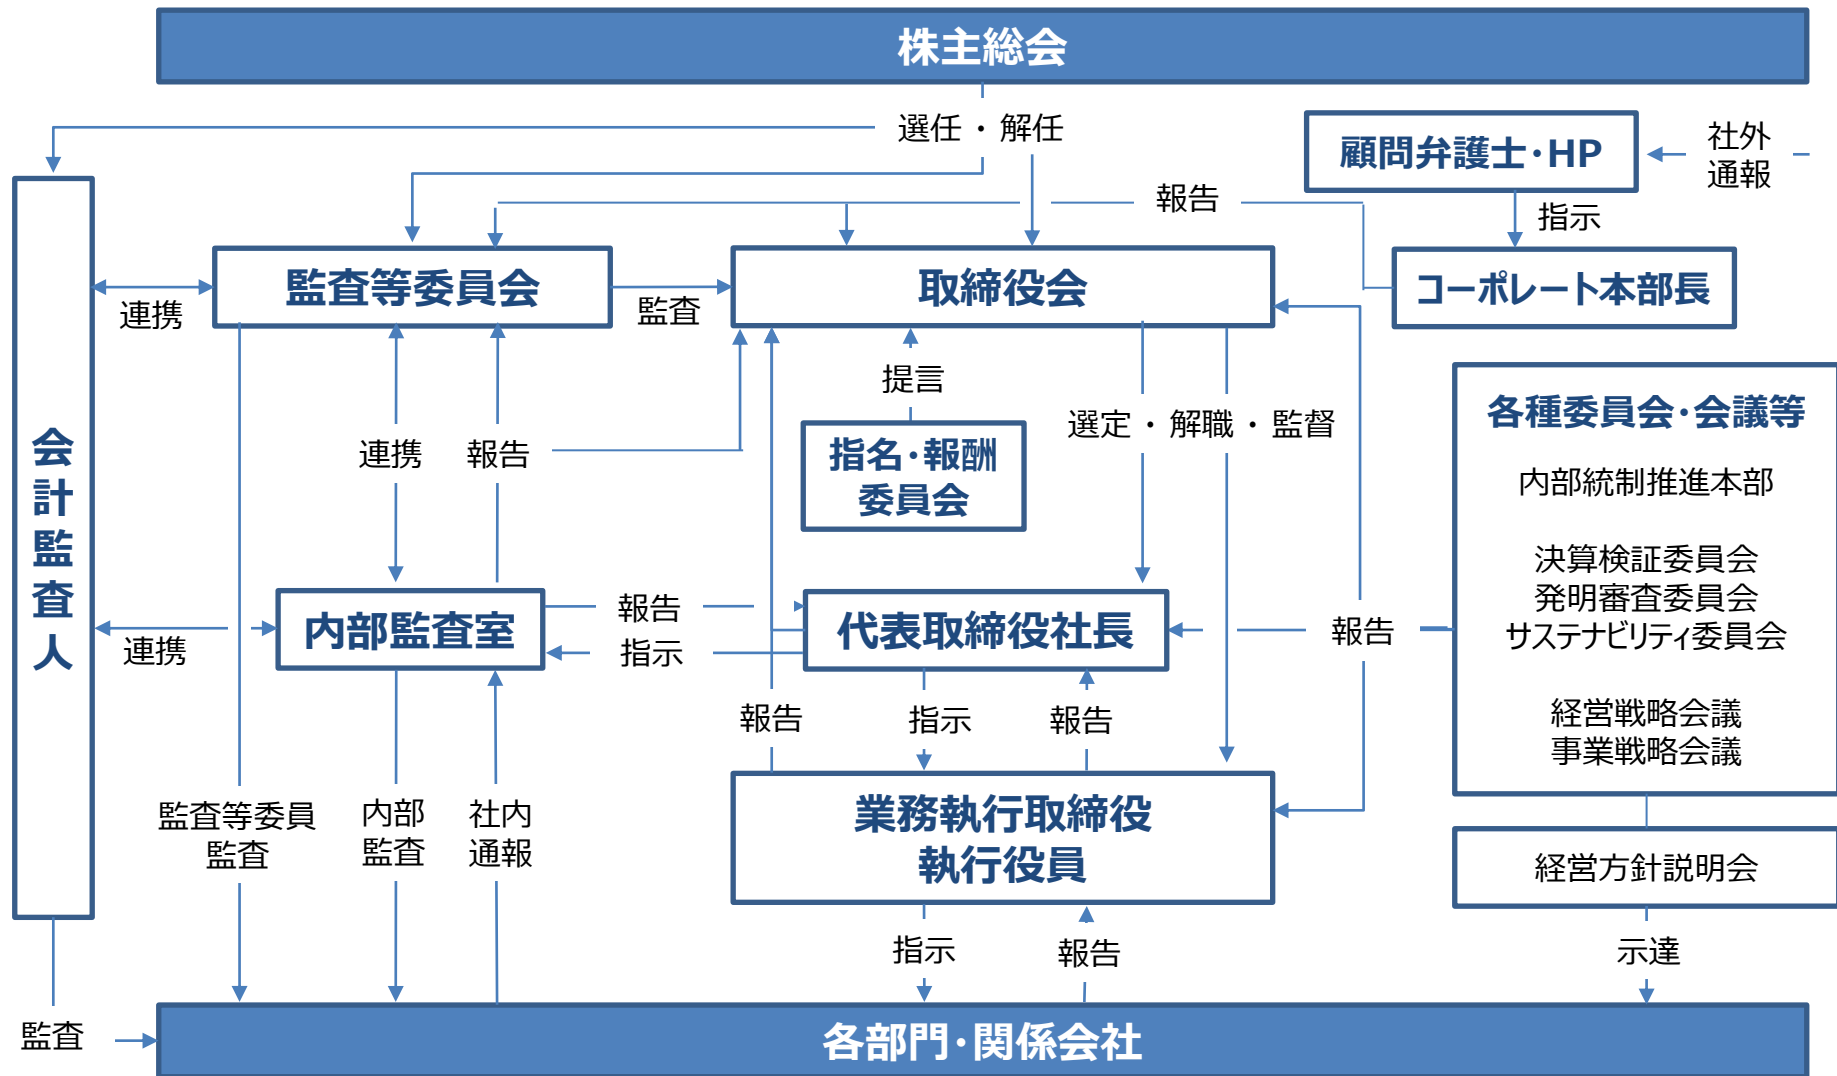 株主総会
選任・解任
顧問弁護士・HP
社外
通報
報告
指示
監査等委員会
取締役会
コーポレート本部長
連携
監査
提言
各種委員会・会議等
選定・解職・監督
会計監査人
連携
報告
指名・報酬
委員会
内部統制推進本部
決算検証委員会
発明審査委員会
サステナビリティ委員会
経営戦略会議
事業戦略会議
内部監査室
報告
指示
代表取締役社長
報告
連携
報告
指示
報告
監査等委員
監査
内部
監査
社内
通報
業務執行取締役
執行役員
経営方針説明会
指示
報告
示達
監査
各部門・関係会社